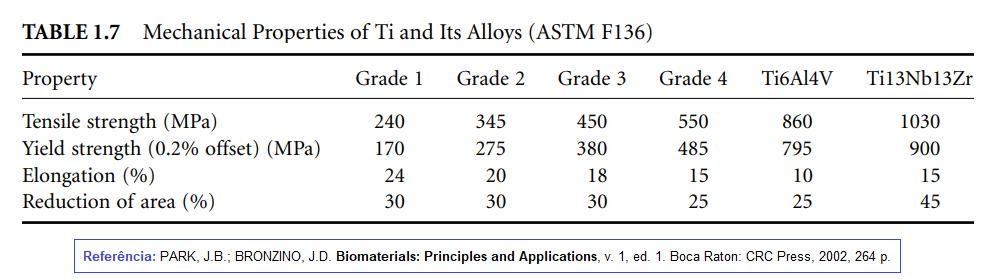 TABLE 1.7 Mechanical Properties of Ti and Its Alloys (ASTM F136)
Property Grade 1 Grade 2 Grade 3 Grade 4 Ti6Al4V Ti13Nb13Zr
Tensile strength (MPa) 240 345 450 550 860 1030
Yield strength (0.2% offset) (MPa) 170 275 380 485 795 900
Elongation (%) 24 20 18 15 10 15
Reduction of area (%) 30 30 30 25 25 45
Referência: PARK, J.B.; BRONZINO, J.D. Biomaterials: Principles and Applications, v. 1, ed. 1. Boca Raton: CRC Press, 2002, 264 p.